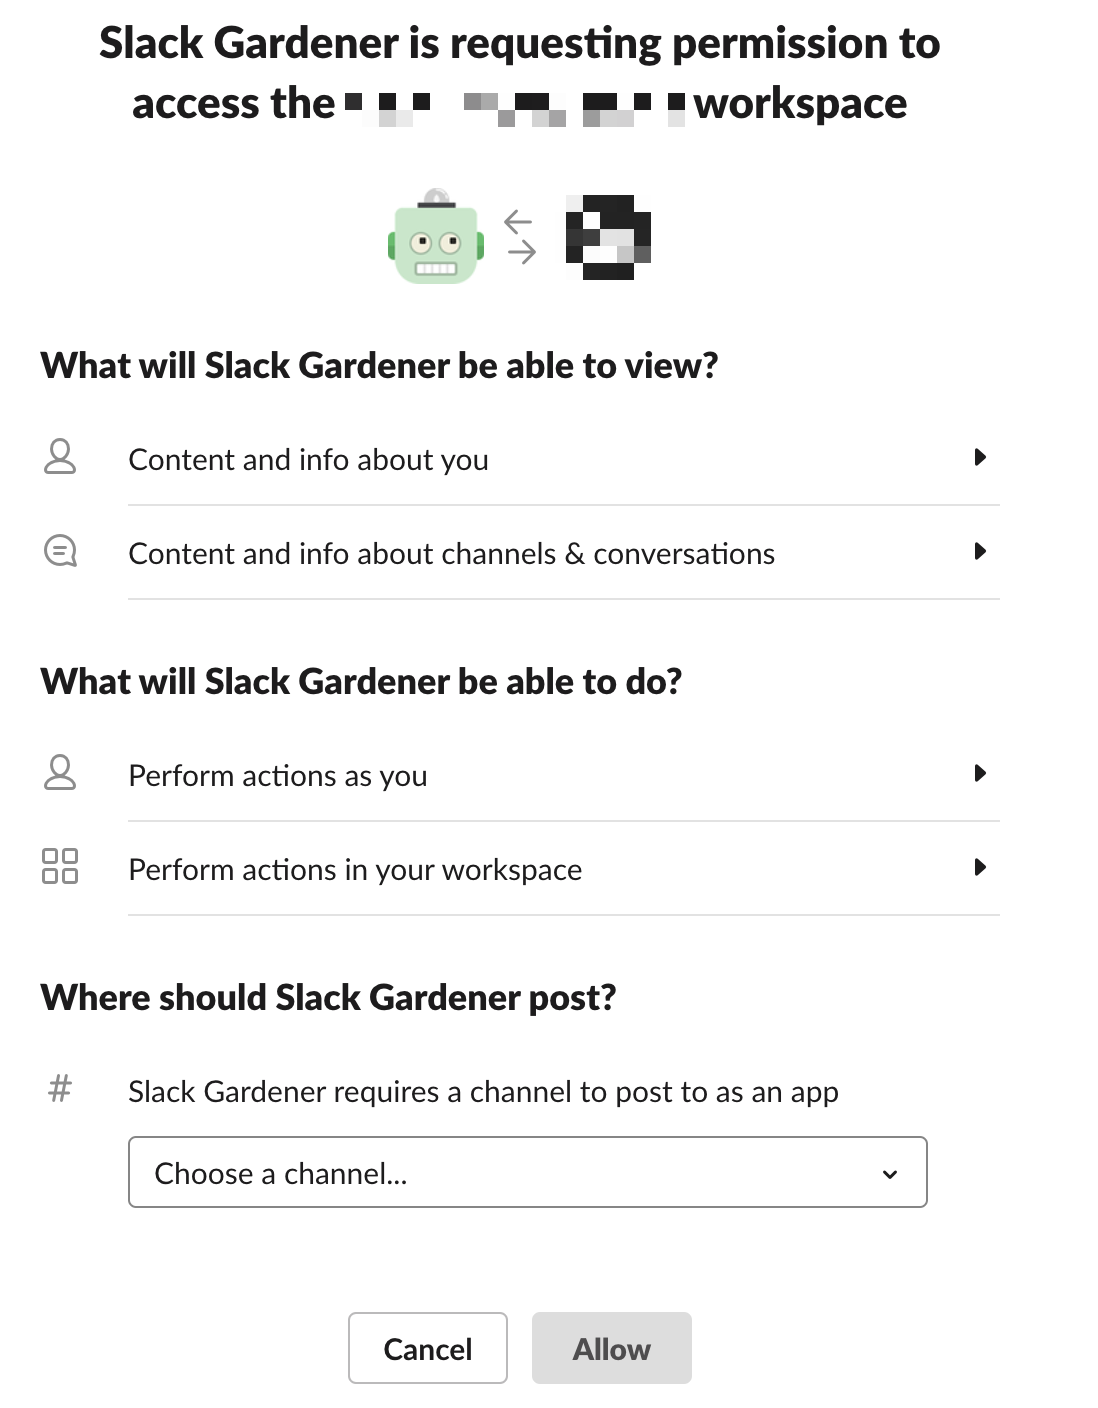 Slack Gardener is requesting permission to
access the workspace
What will Slack Gardener be able to view?
Content and info about you
Content and info about channels & conversations
What will Slack Gardener be able to do?
Perform actions as you
Perform actions in your workspace
Where should Slack Gardener post?
# Slack Gardener requires a channel to post to as an app
Choose a channel...
Cancel Allow